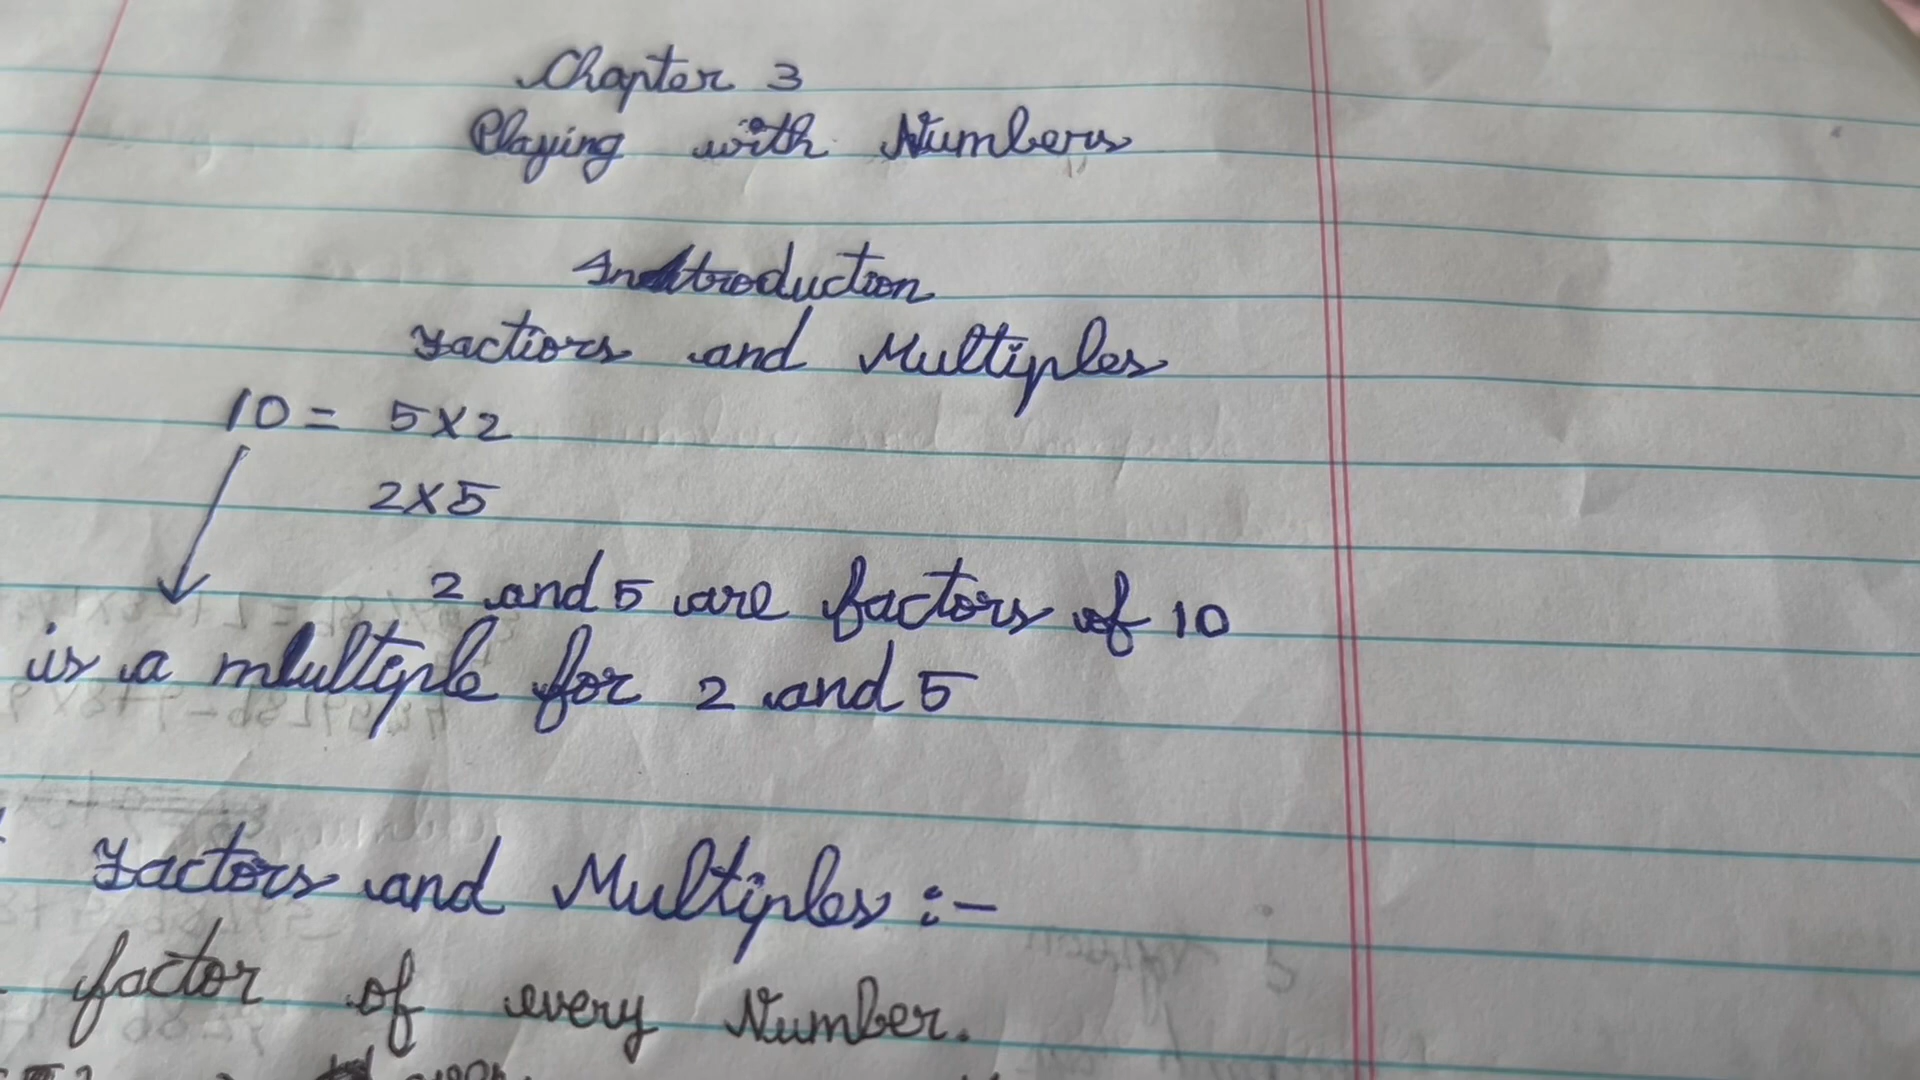 Chapter 3
Playing with Numbers
Introduction
Factiors and Multiples
10 = 5x2
2x5
2 and 5 are factors of 10
is a multiple for 2 and 5
Factors and Multiples :-
factor of every Number.